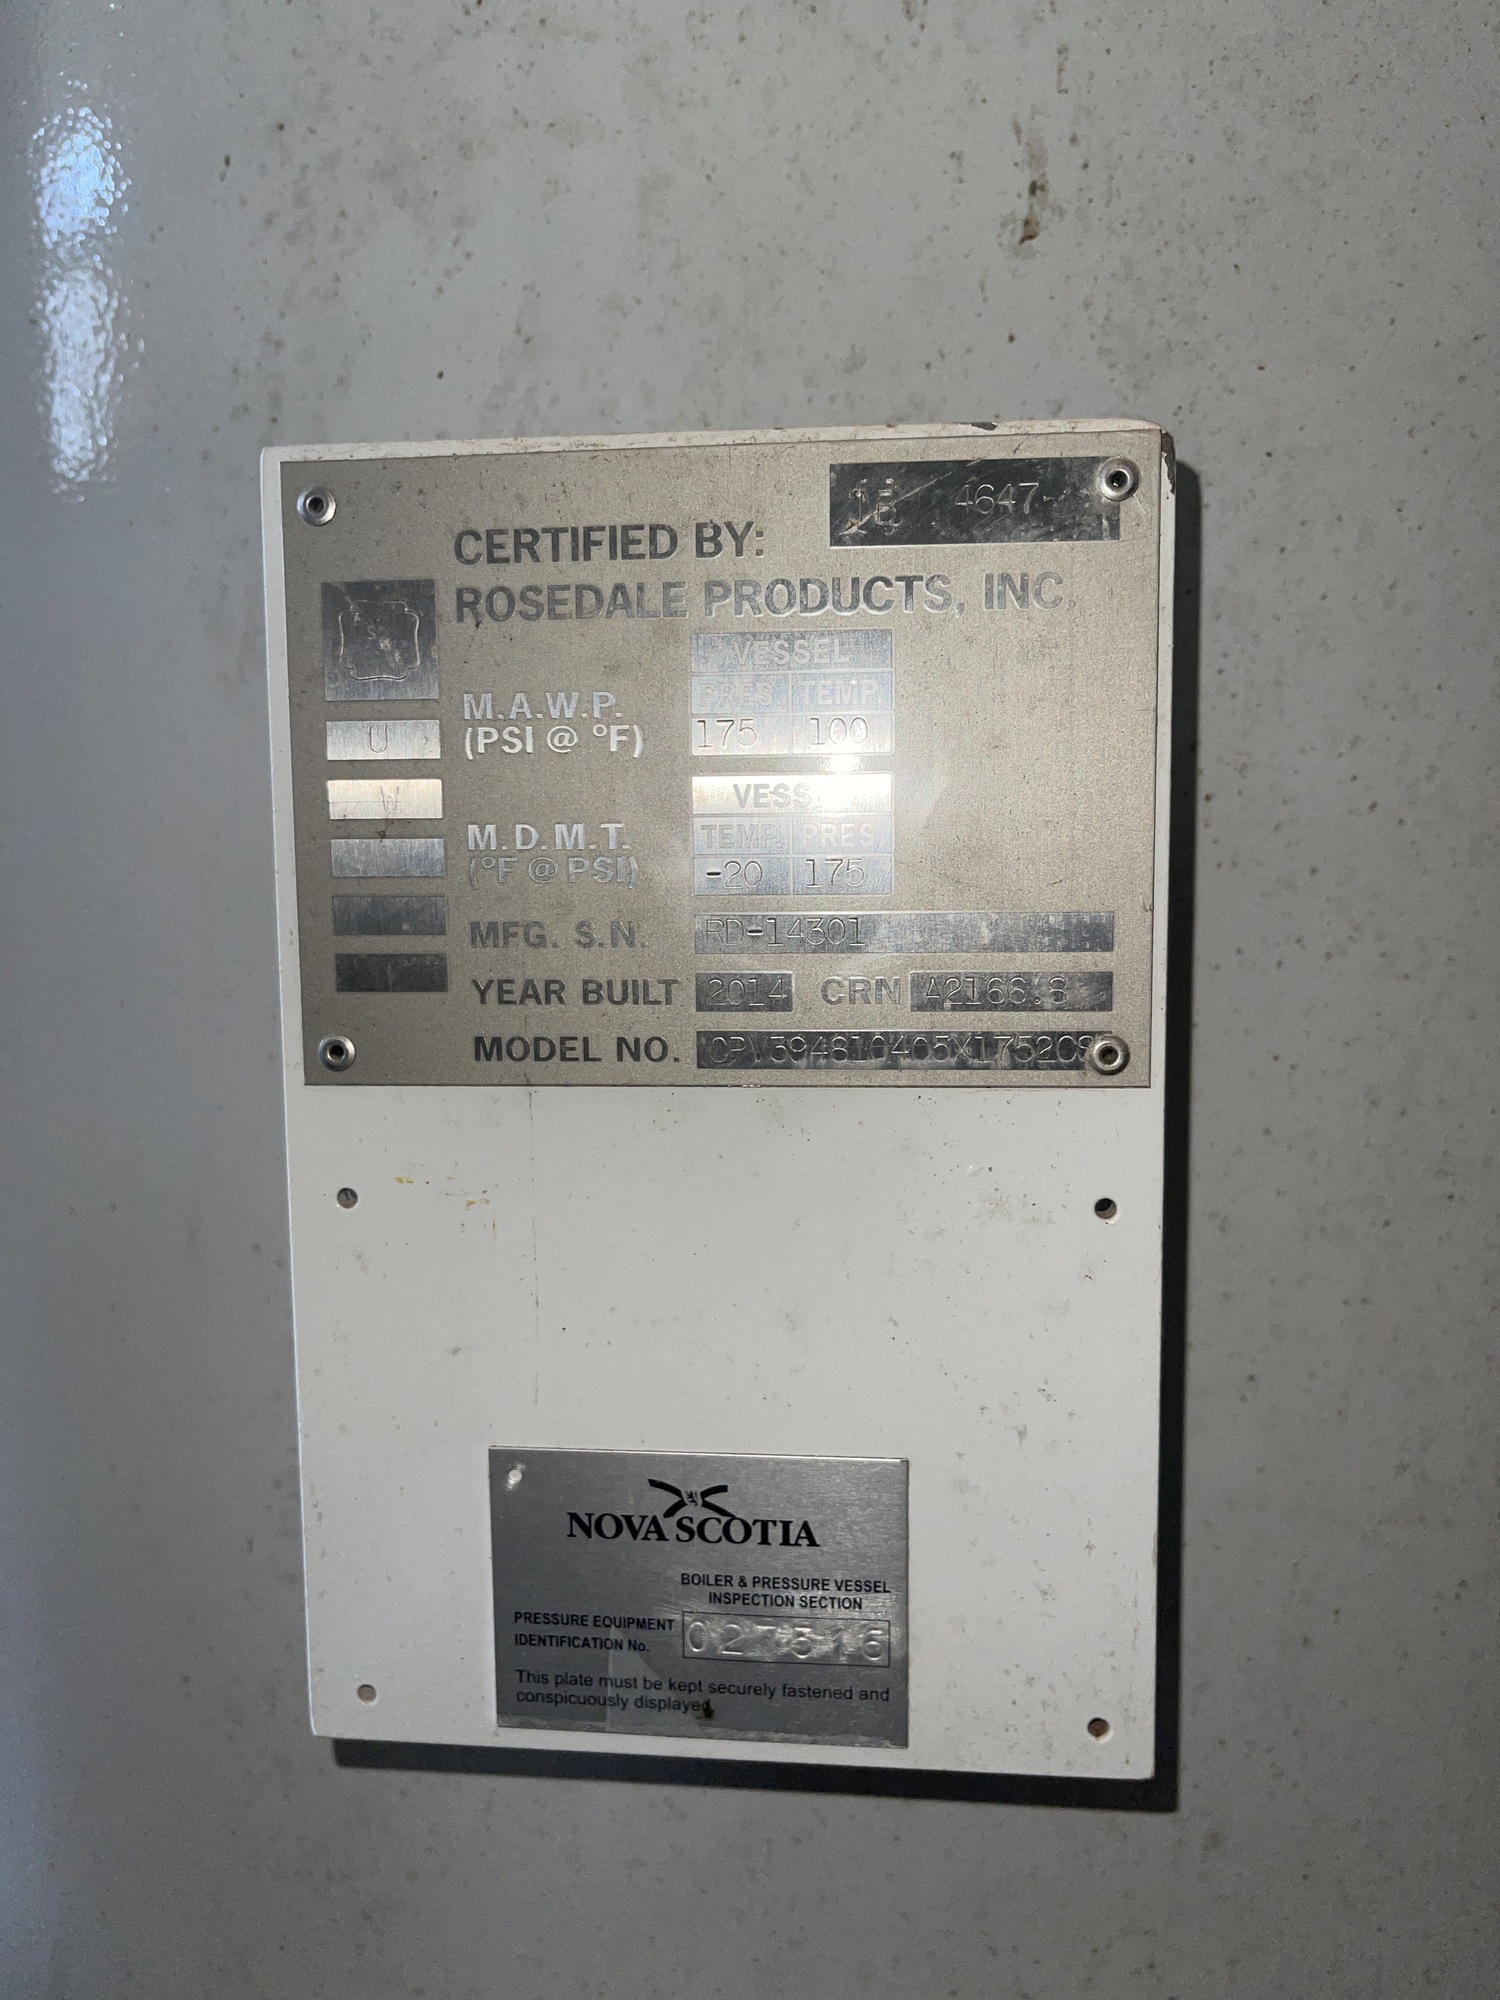 4647
CERTIFIED BY:
ROSEDALE PRODUCTS, INC.
VESSEL
PRES. TEMP.
M.A.W.P.
(PSI @ °F)
175 100
U
VESS
W
TEMP. PRES.
M.D.M.T.
(°F @ PSI)
-20 175
MFG. S.N. RD-14301
YEAR BUILT 2014 CRN A2166.8
MODEL NO.
NOVA SCOTIA
BOILER & PRESSURE VESSEL
INSPECTION SECTION
PRESSURE EQUIPMENT
IDENTIFICATION No.
This plate must be kept securely fastened and
conspicuously displayed